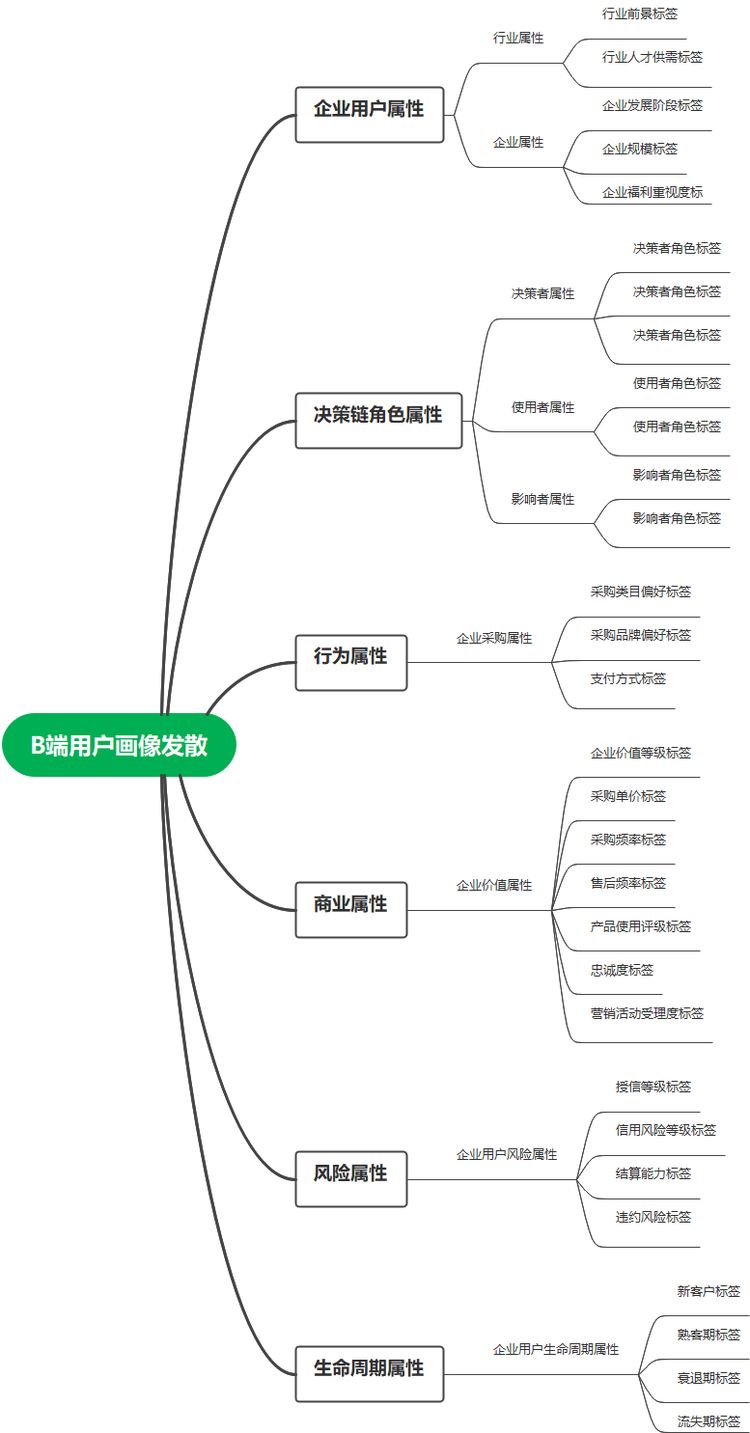 B端用户画像发散
企业用户属性
行业属性
行业前景标签
行业人才供需标签
企业属性
企业发展阶段标签
企业规模标签
企业福利重视度标
决策链角色属性
决策者属性
决策者角色标签
决策者角色标签
决策者角色标签
使用者属性
使用者角色标签
使用者角色标签
影响者属性
影响者角色标签
影响者角色标签
行为属性
企业采购属性
采购类目偏好标签
采购品牌偏好标签
支付方式标签
商业属性
企业价值属性
企业价值等级标签
采购单价标签
采购频率标签
售后频率标签
产品使用评级标签
忠诚度标签
营销活动受理度标签
风险属性
企业用户风险属性
授信等级标签
信用风险等级标签
结算能力标签
违约风险标签
生命周期属性
企业用户生命周期属性
新客户标签
熟客期标签
衰退期标签
流失期标签